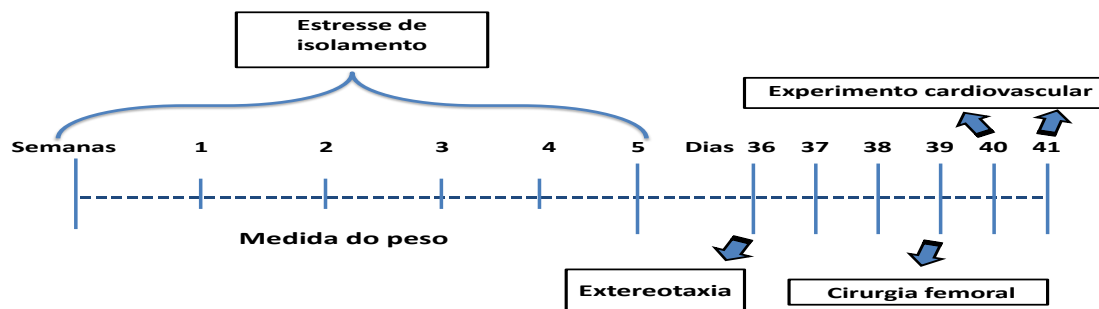 Estresse de
isolamento
Experimento cardiovascular
Semanas 1 2 3 4 5 Dias 36 37 38 39 40 41
Medida do peso
Extereotaxia
Cirurgia femoral